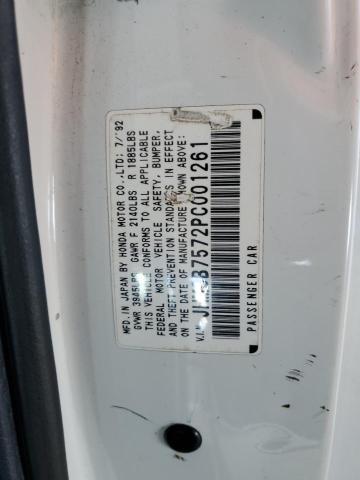 MFD. IN JAPAN BY HONDA MOTOR CO.,LTD: 7/'92
GVWR 3945LBS GAWR F 2140LBS R 1885LBS
THIS VEHICLE CONFORMS TO ALL APPLICABLE
FEDERAL MOTOR VEHICLE SAFETY, BUMPER,
AND THEFT PREVENTION STANDARDS IN EFFECT
ON THE DATE OF MANUFACTURE SHOWN ABOVE.
PASSENGER CAR